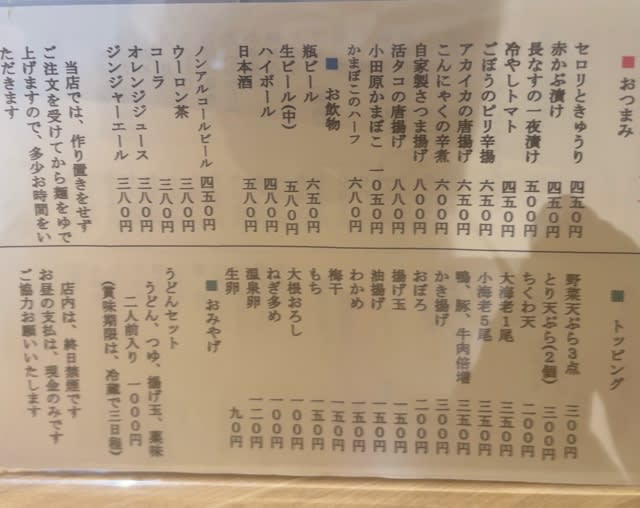 ■ おつまみ
セロリときゅうり 四五〇円
赤かぶ漬け 四五〇円
長なすの一夜漬け 五〇〇円
冷やしトマト 四五〇円
ごぼうのピリ辛揚 六五〇円
アカイカの唐揚げ 六五〇円
こんにゃくの辛煮 六〇〇円
自家製さつま揚げ 八〇〇円
活タコの唐揚げ 八八〇円
小田原かまぼこ 一〇五〇円
かまぼこのハーフ 六八〇円
■ お飲物
瓶ビール 六五〇円
生ビール(中) 五八〇円
ハイボール 四八〇円
日本酒 五八〇円
ノンアルコールビール 四五〇円
ウーロン茶 三八〇円
コーラ 三八〇円
オレンジジュース 三八〇円
ジンジャーエール 三八〇円
当店では、作り置きをせず
ご注文を受けてから麺をゆで
上げますので、多少お時間をい
ただきます
■ トッピング
野菜天ぷら3点 三〇〇円
とり天ぷら(2個) 三〇〇円
ちくわ天 二〇〇円
大海老1尾 三五〇円
小海老5尾 三五〇円
鴨、豚、牛肉倍増 三五〇円
かき揚げ 三〇〇円
おぼろ 二〇〇円
揚げ玉 一〇〇円
油揚げ 一五〇円
わかめ 一五〇円
梅干 一五〇円
もち 一五〇円
大根おろし 一〇〇円
ねぎ多め 一〇〇円
温泉卵 一二〇円
生卵 九〇円
■ おみやげ
うどんセット
うどん、つゆ、揚げ玉、薬味
二人前入り 一〇〇〇円
(賞味期限は、冷蔵で三日程)
店内は、終日禁煙です
お昼の支払は、現金のみです
ご協力お願いいたします